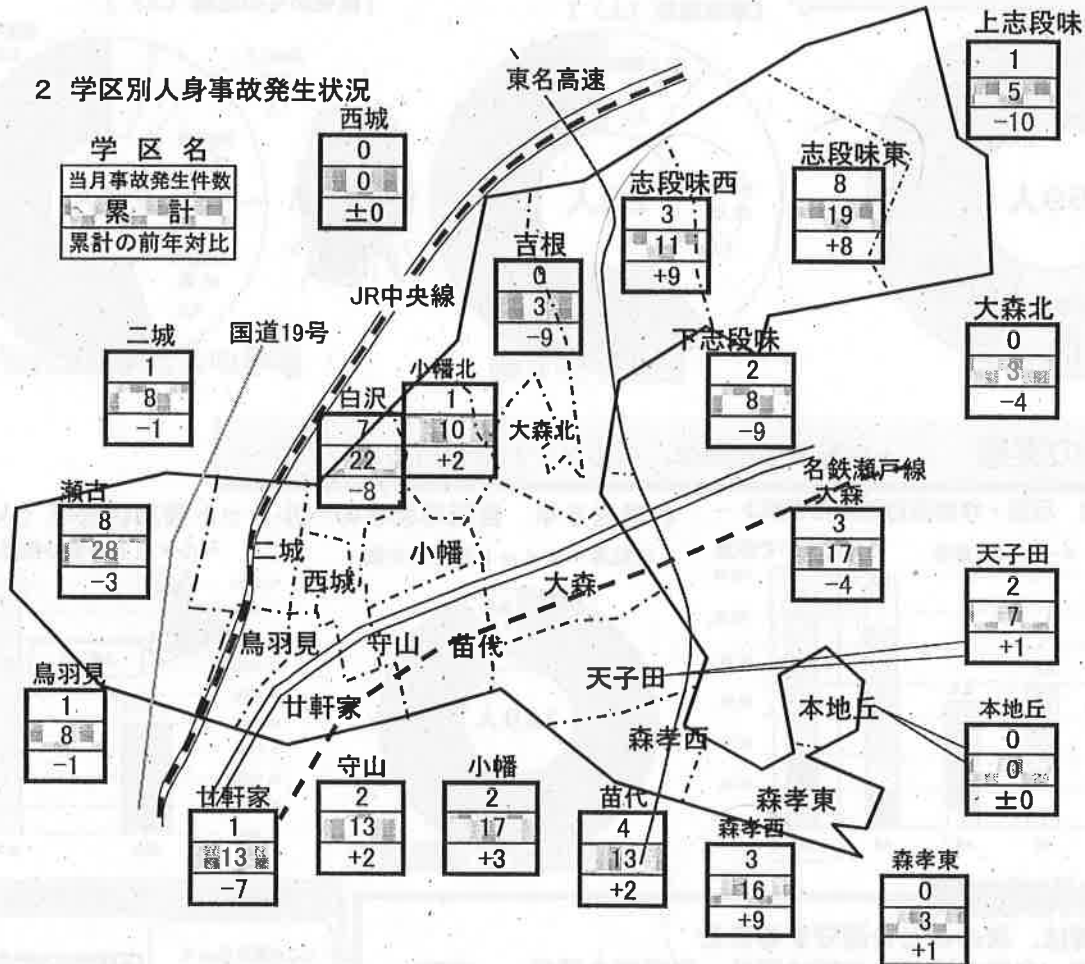 2 学区別人身事故発生状況
学区名
当月事故発生件数
累計
累計の前年対比
東名高速
JR中央線
国道19号
名鉄瀬戸線
上志段味
1
5
-10
西城
0
0
±0
志段味東
8
19
+8
志段味西
3
11
+9
吉根
0
3
-9
大森北
0
3
-4
二城
1
8
-1
下志段味
2
8
-9
小幡北
1
10
+2
白沢
7
22
-8
大森北
瀬古
8
28
-3
大森
3
17
-4
天子田
2
7
+1
二城
西城
小幡
大森
鳥羽見
守山
苗代
天子田
廿軒家
本地丘
森孝西
森孝東
鳥羽見
1
8
-1
本地丘
0
0
±0
廿軒家
1
13
-7
守山
2
13
+2
小幡
2
17
+3
苗代
4
13
+2
森孝西
3
16
+9
森孝東
0
3
+1